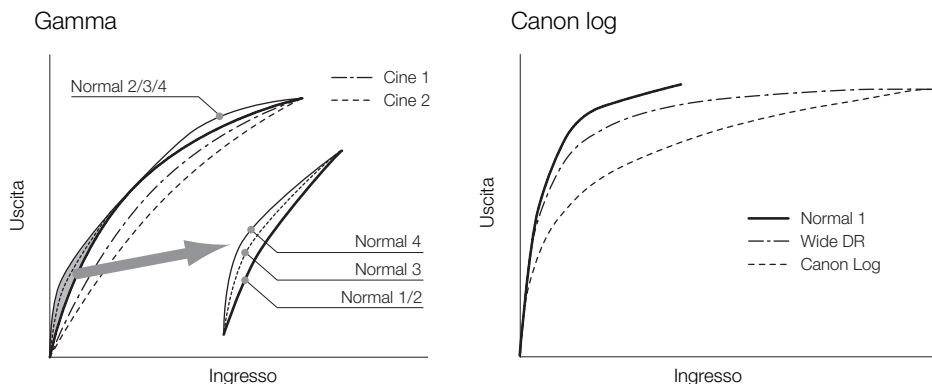 Gamma
Normal 2/3/4
Cine 1
Cine 2
Uscita
Normal 4
Normal 3
Normal 1/2
Ingresso
Canon log
Uscita
Normal 1
Wide DR
Canon Log
Ingresso